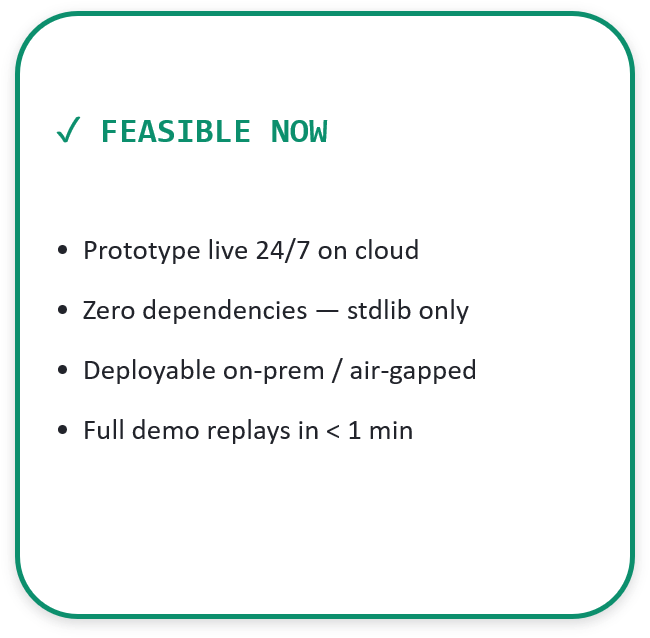 ✓ FEASIBLE NOW
• Prototype live 24/7 on cloud
• Zero dependencies — stdlib only
• Deployable on-prem / air-gapped
• Full demo replays in < 1 min